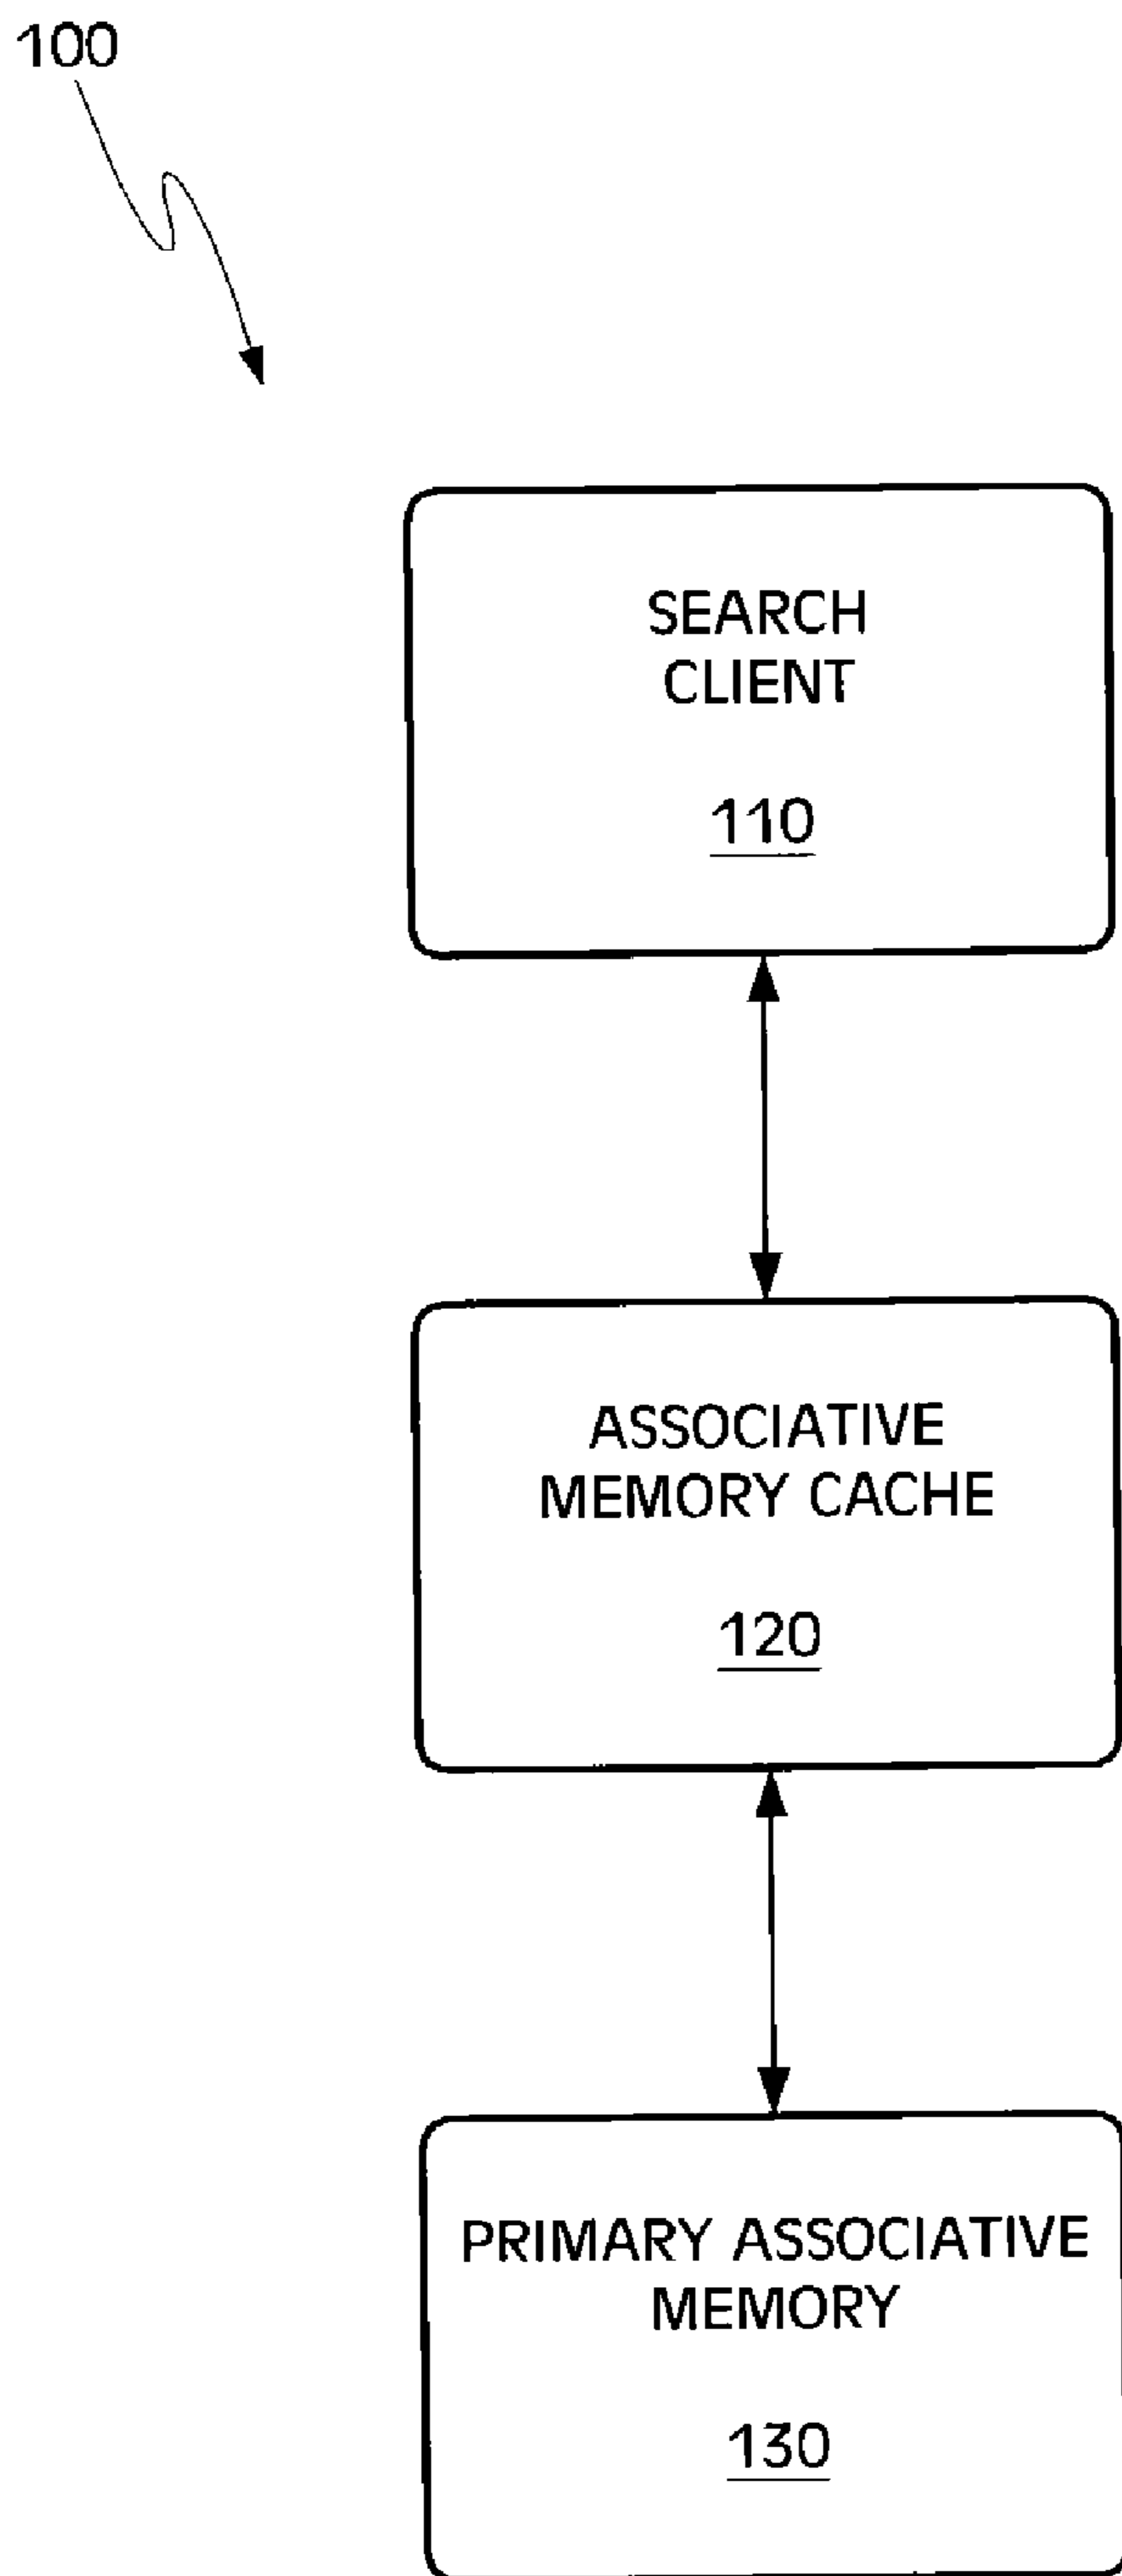 100
SEARCH
CLIENT
110
ASSOCIATIVE
MEMORY CACHE
120
PRIMARY ASSOCIATIVE
MEMORY
130